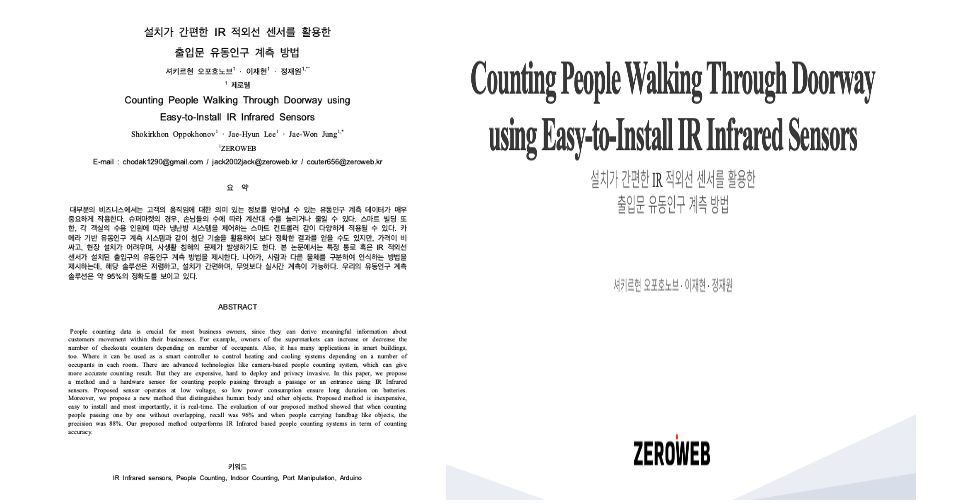 설치가 간편한 IR 적외선 센서를 활용한
출입문 유동인구 계측 방법
셔키르현 오포호노브¹ · 이재현¹ · 정재원¹,*
¹ 제로웹
Counting People Walking Through Doorway using
Easy-to-Install IR Infrared Sensors
Shokirkhon Oppokhonov¹ · Jae-Hyun Lee¹ · Jae-Won Jung¹,*
¹ZEROWEB
E-mail : chodak1290@gmail.com / jack2002jack@zeroweb.kr / couter656@zeroweb.kr
요 약
대부분의 비즈니스에서는 고객의 움직임에 대한 의미 있는 정보를 얻어낼 수 있는 유동인구 계측 데이터가 매우
중요하게 적용한다. 슈퍼마켓의 경우, 손님들의 수에 따라 계산대 수를 늘리거나 줄일 수 있다. 스마트 빌딩 또
한, 각 객실의 수용 인원에 따라 냉난방 시스템을 제어하는 스마트 컨트롤러 같이 다양하게 적용될 수 있다. 카
메라 기반 유동인구 계측 시스템과 같이 첨단 기술을 활용하여 보다 정확한 결과를 얻을 수도 있지만, 가격이 비
싸고, 현장 설치가 어려우며, 사생활 침해의 문제가 발생하기도 한다. 본 논문에서는 특정 통로 혹은 IR 적외선
센서가 설치된 출입구의 유동인구 계측 방법을 제시한다. 나아가, 사람과 다른 물체를 구분하여 인식하는 방법을
제시하는데, 해당 솔루션은 저렴하고, 설치가 간편하며, 무엇보다 실시간 계측이 가능하다. 우리의 유동인구 계측
솔루션은 약 95%의 정확도를 보이고 있다.
ABSTRACT
People counting data is crucial for most business owners, since they can derive meaningful information about
customers movement within their businesses. For example, owners of the supermarkets can increase or decrease the
number of checkouts counters depending on number of occupants. Also, it has many applications in smart buildings,
too. Where it can be used as a smart controller to control heating and cooling systems depending on a number of
occupants in each room. There are advanced technologies like camera-based people counting system, which can give
more accurate counting result. But they are expensive, hard to deploy and privacy invasive. In this paper, we propose
a method and a hardware sensor for counting people passing through a passage or an entrance using IR Infrared
sensors. Proposed sensor operates at low voltage, so low power consumption ensure long duration on batteries.
Moreover, we propose a new method that distinguishes human body and other objects. Proposed method is inexpensive,
easy to install and most importantly, it is real-time. The evaluation of our proposed method showed that when counting
people passing one by one without overlapping, recall was 96% and when people carrying handbag like objects, the
precision was 88%. Our proposed method outperforms IR Infrared based people counting systems in term of counting
accuracy.
키워드
IR Infrared sensors, People Counting, Indoor Counting, Port Manipulation, Arduino
Counting People Walking Through Doorway
using Easy-to-Install IR Infrared Sensors
설치가 간편한 IR 적외선 센서를 활용한
출입문 유동인구 계측 방법
셔키르현 오포호노브 · 이재현 · 정재원
ZEROWEB